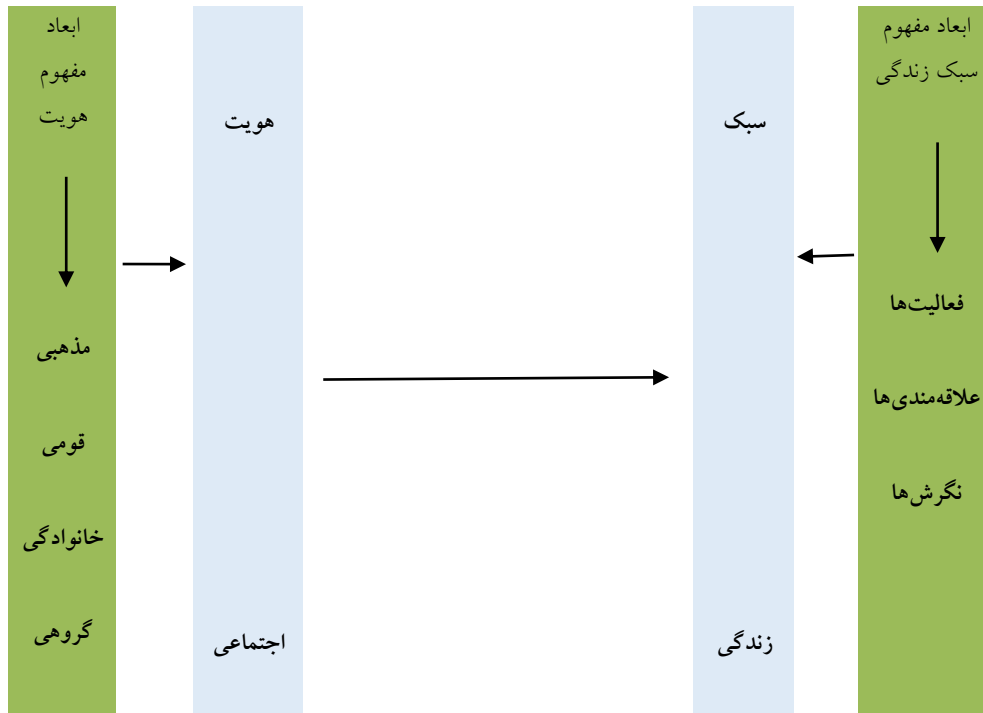 ابعاد مفهوم
سبک زندگی
فعالیت‌ها
علاقه‌مندی‌ها
نگرش‌ها
سبک
زندگی
هویت
اجتماعی
ابعاد
مفهوم
هویت
مذهبی
قومی
خانوادگی
گروهی